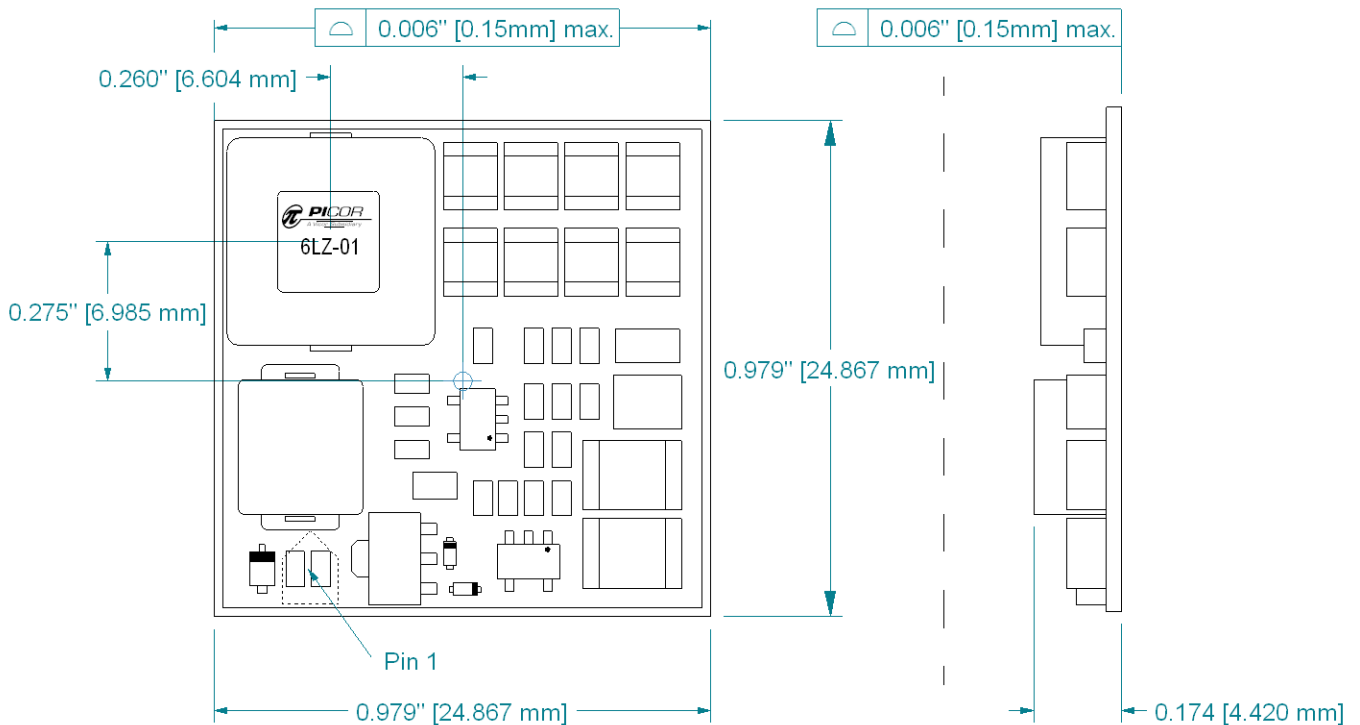 0.006" [0.15mm] max.
0.006" [0.15mm] max.
0.260" [6.604 mm]
PICOR
A Vicor Subsidiary
6LZ-01
0.275" [6.985 mm]
0.979" [24.867 mm]
Pin 1
0.979" [24.867 mm]
0.174 [4.420 mm]